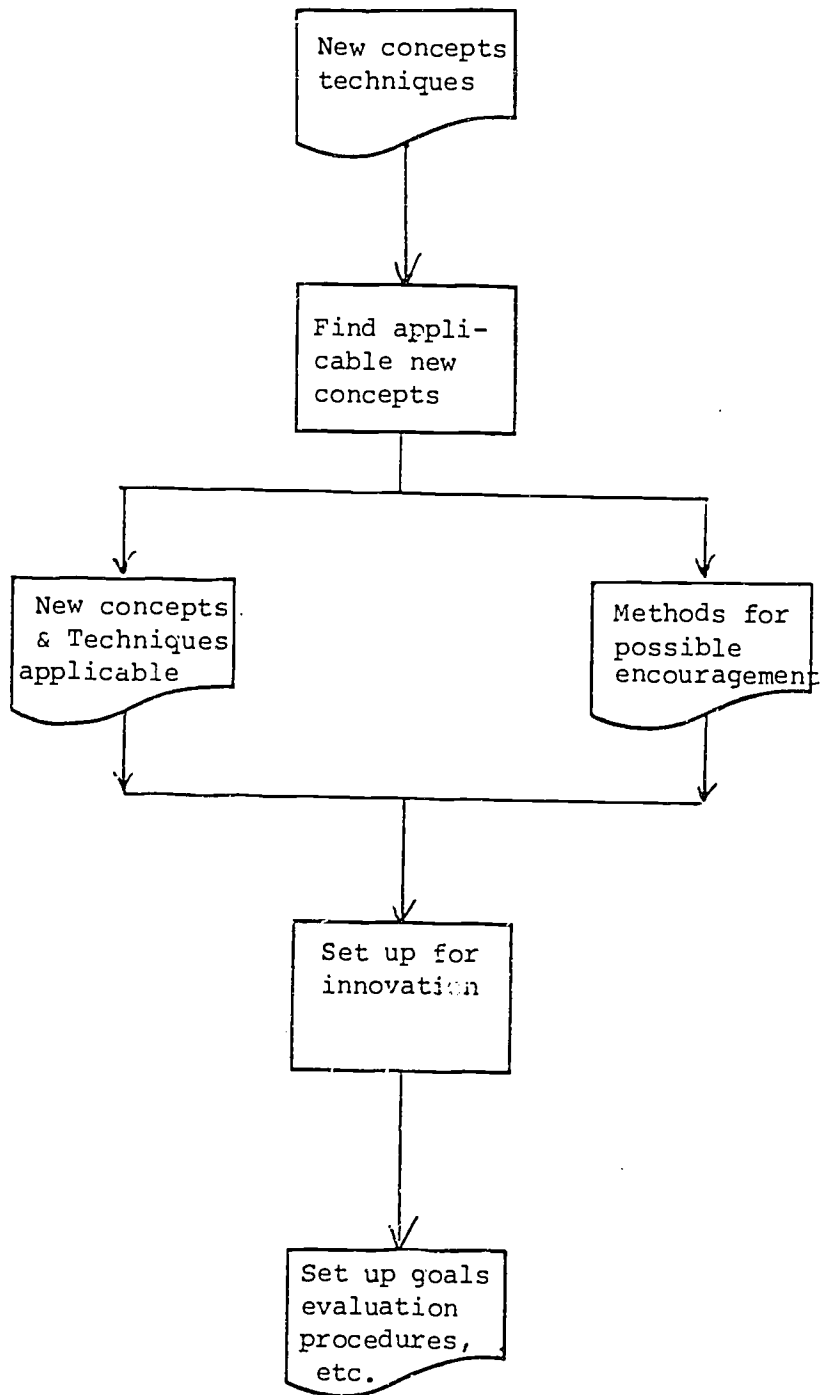 New concepts
techniques
Find appli-
cable new
concepts
New concepts
& Techniques
applicable
Methods for
possible
encouragement
Set up for
innovation
Set up goals
evaluation
procedures,
etc.